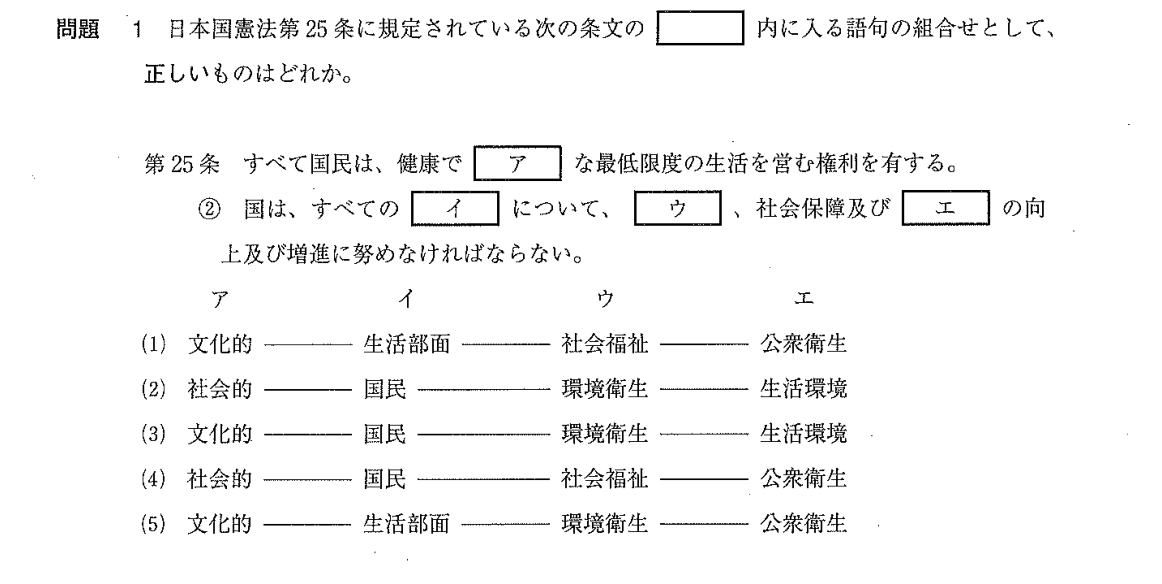 問題 1 日本国憲法第25条に規定されている次の条文の 内に入る語句の組合せとして、
正しいものはどれか。
第25条 すべて国民は、健康で ア な最低限度の生活を営む権利を有する。
② 国は、すべての イ について、 ウ 、社会保障及び エ の向
上及び増進に努めなければならない。
ア イ ウ エ
(1) 文化的 ――― 生活部面 ――― 社会福祉 ――― 公衆衛生
(2) 社会的 ――― 国民 ――― 環境衛生 ――― 生活環境
(3) 文化的 ――― 国民 ――― 環境衛生 ――― 生活環境
(4) 社会的 ――― 国民 ――― 社会福祉 ――― 公衆衛生
(5) 文化的 ――― 生活部面 ――― 環境衛生 ――― 公衆衛生